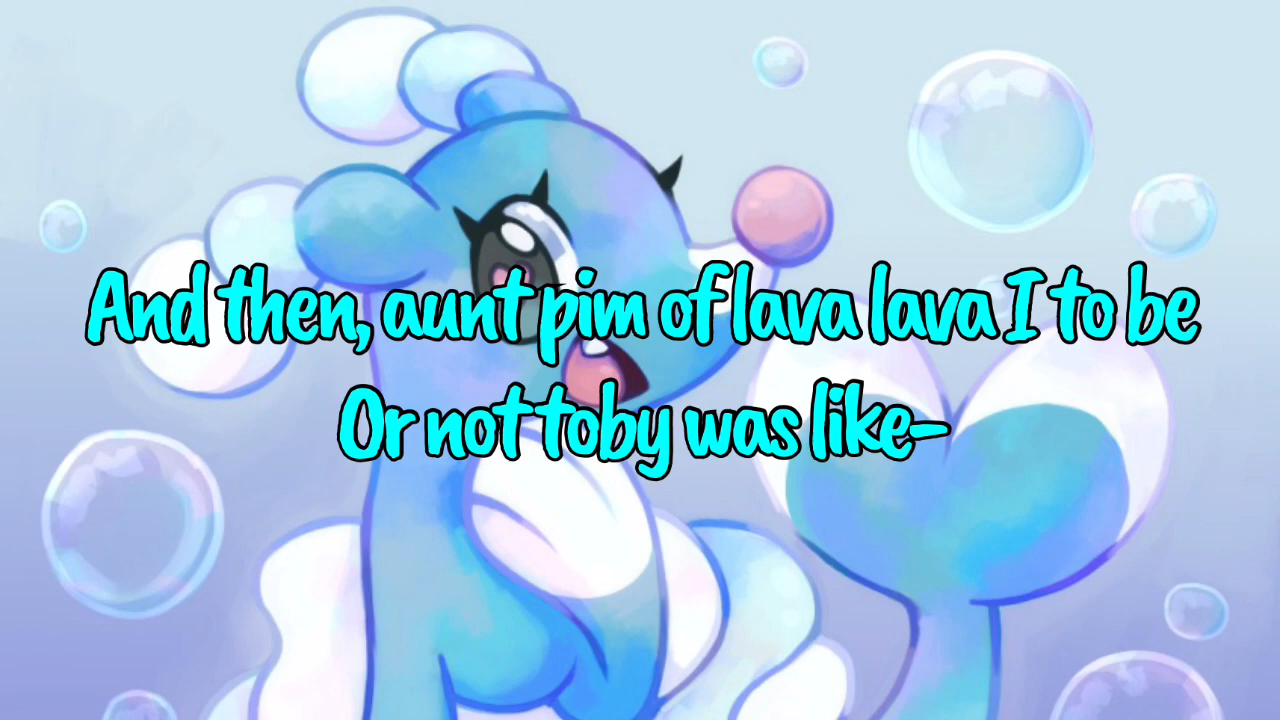 And then, aunt pim of lava lava I to be
Or not toby was like-